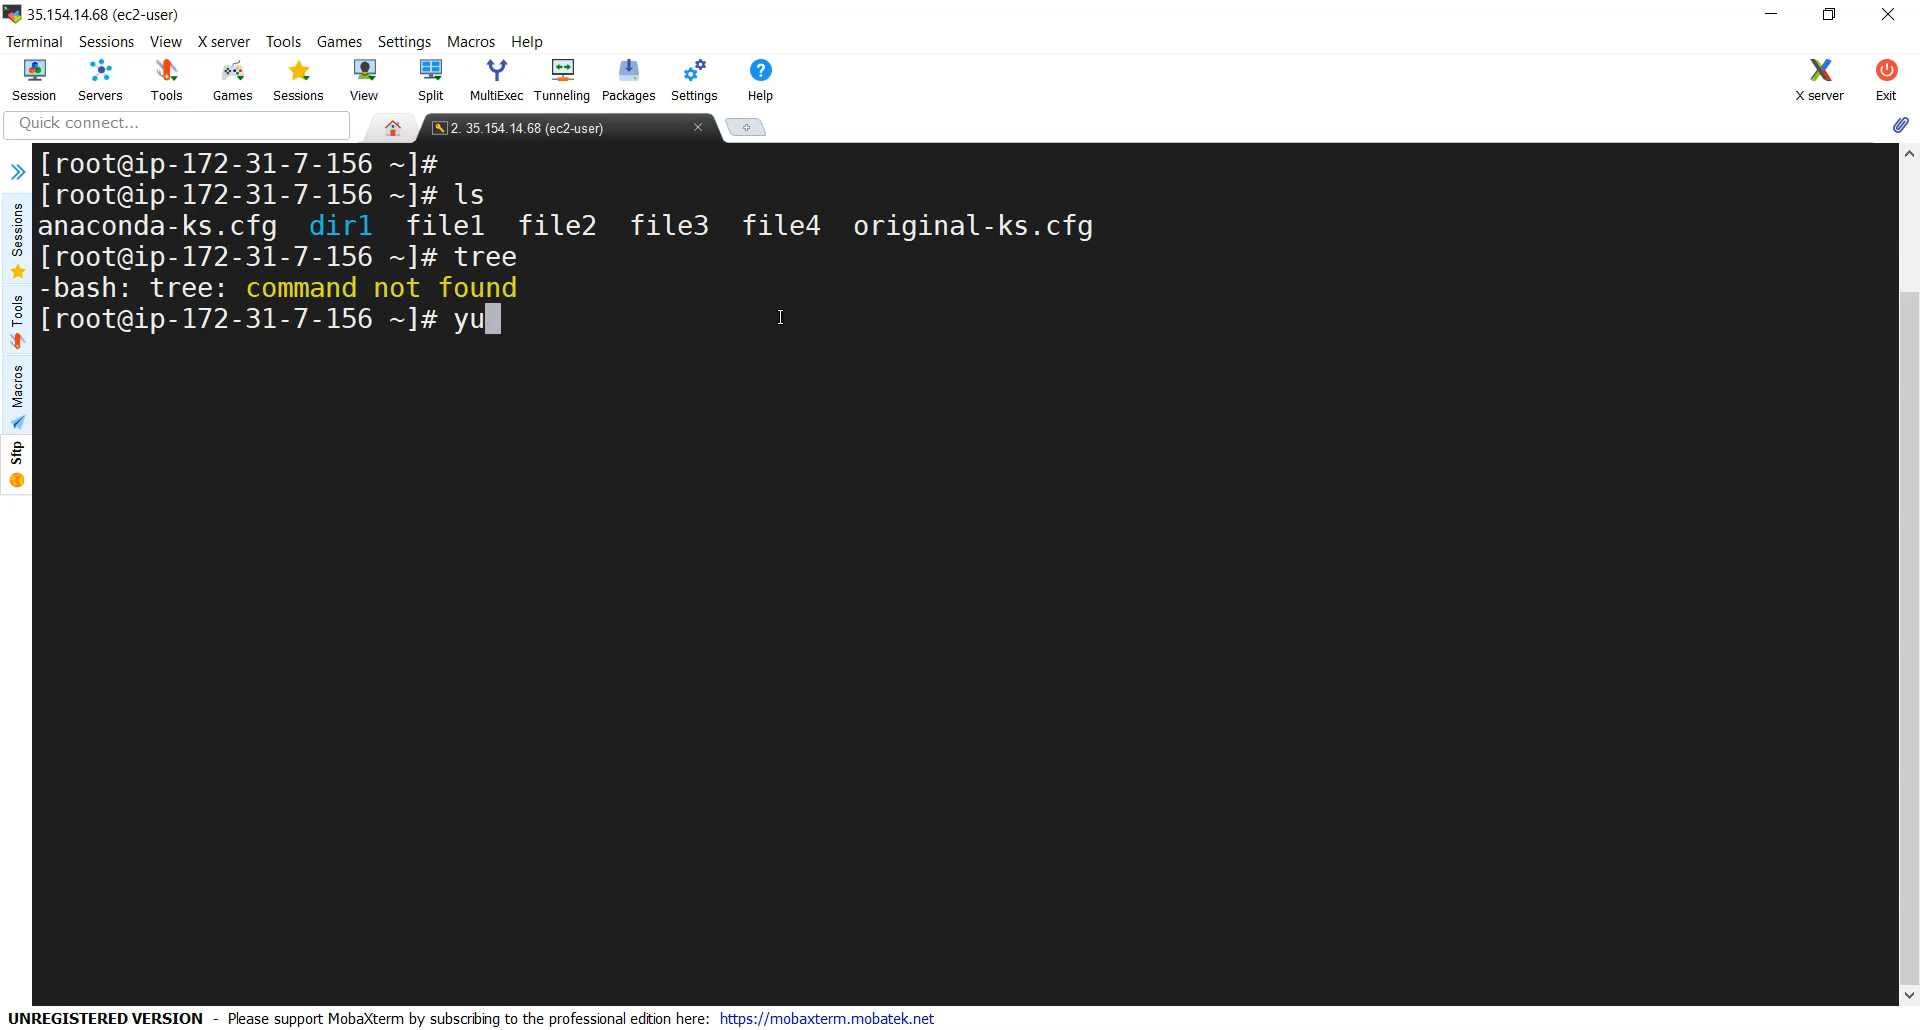 35.154.14.68 (ec2-user)
Terminal Sessions View X server Tools Games Settings Macros Help
Session Servers Tools Games Sessions View Split MultiExec Tunneling Packages Settings Help X server Exit
Quick connect... 2. 35.154.14.68 (ec2-user)
[root@ip-172-31-7-156 ~]#
[root@ip-172-31-7-156 ~]# ls
anaconda-ks.cfg dir1 file1 file2 file3 file4 original-ks.cfg
[root@ip-172-31-7-156 ~]# tree
-bash: tree: command not found
[root@ip-172-31-7-156 ~]# yu
Sessions
Tools
Macros
Sftp
UNREGISTERED VERSION - Please support MobaXterm by subscribing to the professional edition here: https://mobaxterm.mobatek.net